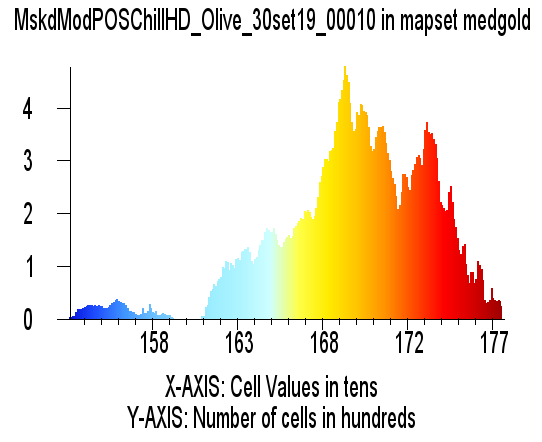 MskdModPOSChillHD_Olive_30set19_00010 in mapset medgold
4
3
2
1
0
158 163 168 172 177
X-AXIS: Cell Values in tens
Y-AXIS: Number of cells in hundreds